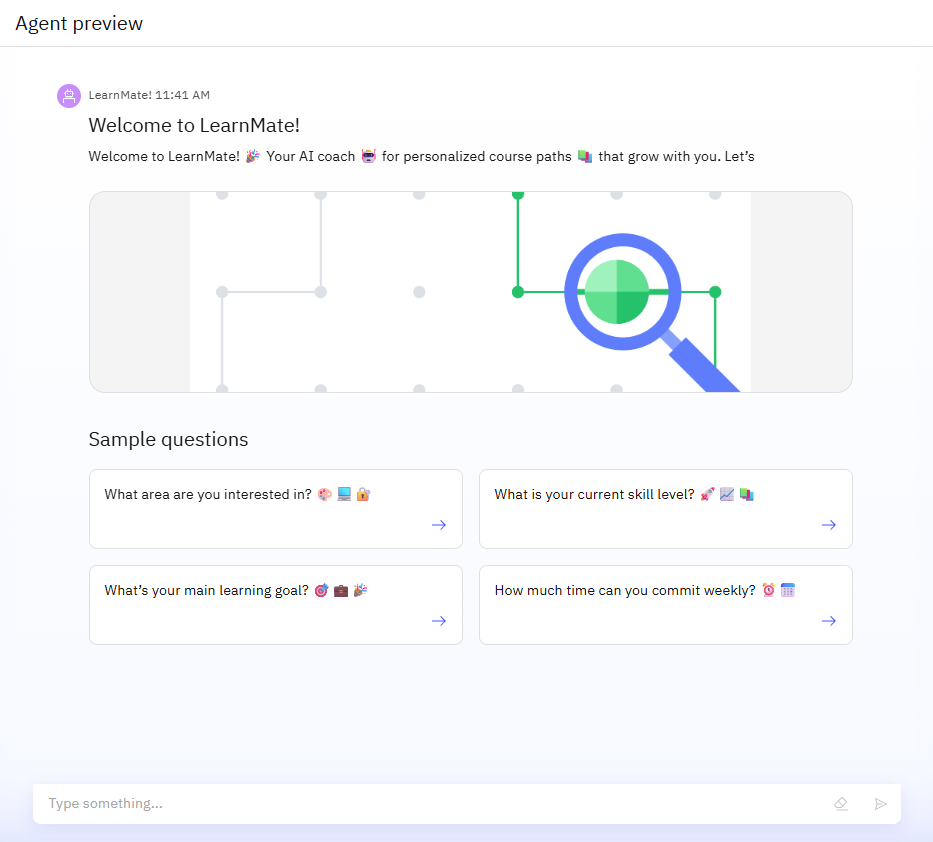 Agent preview
LearnMate! 11:41 AM
Welcome to LearnMate!
Welcome to LearnMate! 🎉 Your AI coach 🤖 for personalized course paths 📚 that grow with you. Let’s
Sample questions
What area are you interested in? 🎨 💻 🔐
What is your current skill level? 🚀 📈 📚
What’s your main learning goal? 🎯 💼 🎉
How much time can you commit weekly? ⏰ 🗓️
Type something...